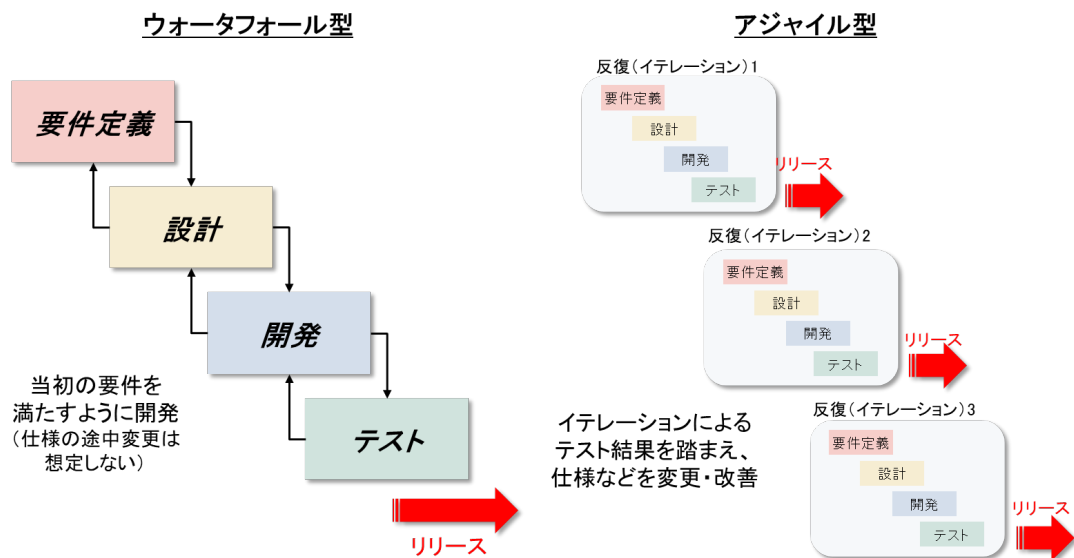 ウォータフォール型
要件定義
設計
開発
テスト
当初の要件を
満たすように開発
(仕様の途中変更は
想定しない)
リリース
アジャイル型
反復(イテレーション)1
要件定義
設計
開発
テスト
リリース
反復(イテレーション)2
要件定義
設計
開発
テスト
リリース
反復(イテレーション)3
要件定義
設計
開発
テスト
リリース
イテレーションによる
テスト結果を踏まえ、
仕様などを変更・改善